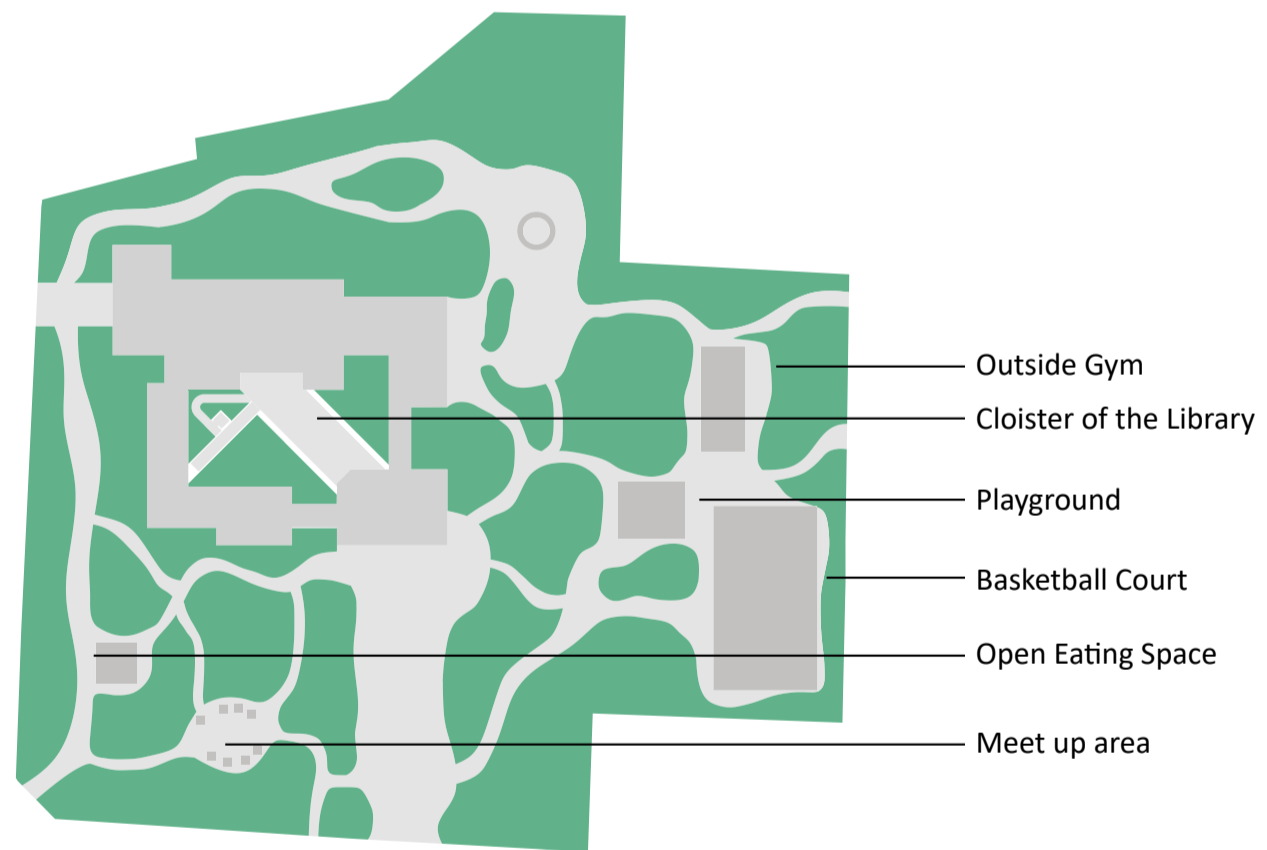 Outside Gym
Cloister of the Library
Playground
Basketball Court
Open Eating Space
Meet up area